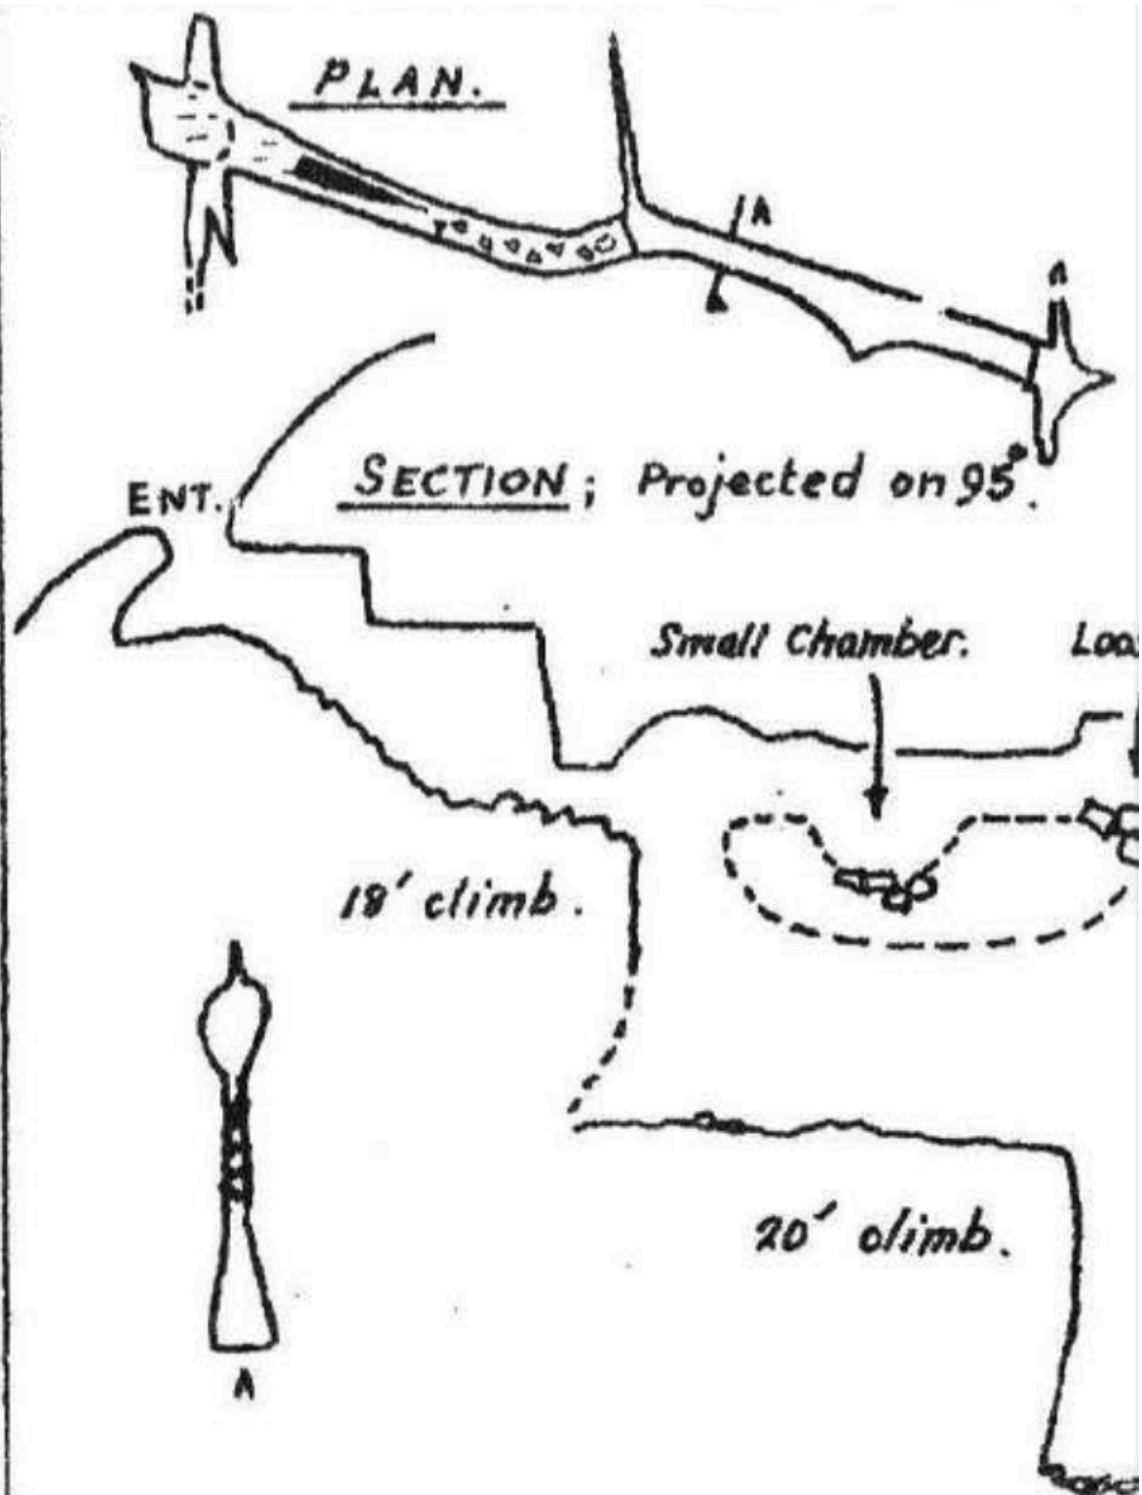 PLAN.
A
SECTION; Projected on 95°.
ENT.
Small Chamber.
18' climb.
20' climb.
A